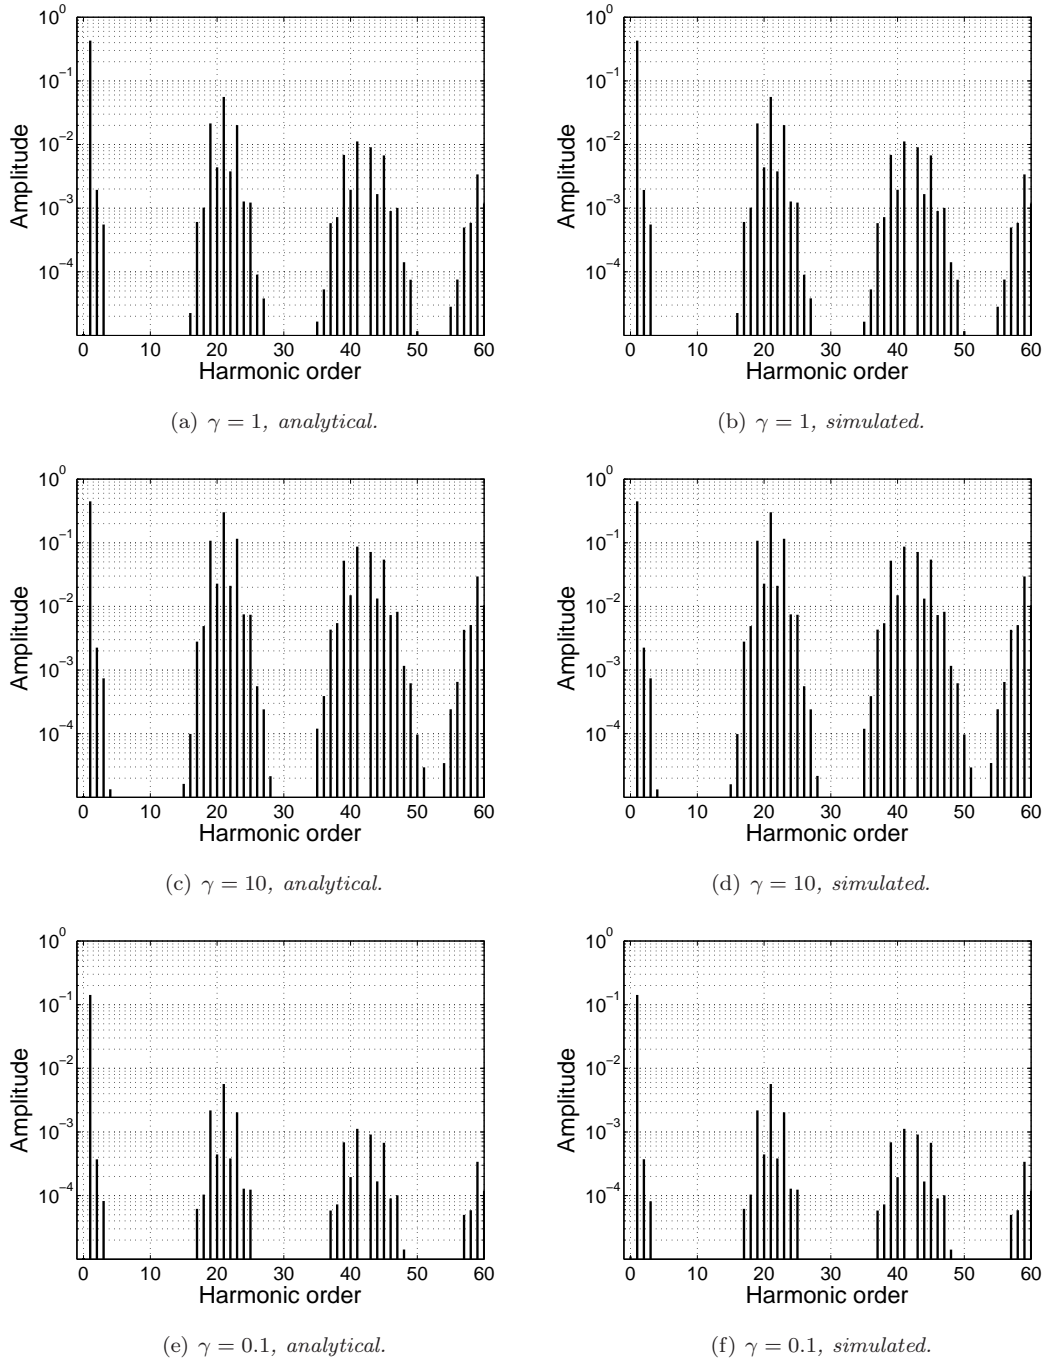 10^0 10^0
10^−1 10^−1
10^−2 10^−2
Amplitude Amplitude
10^−3 10^−3
10^−4 10^−4
0 10 20 30 40 50 60 0 10 20 30 40 50 60
Harmonic order Harmonic order
(a) γ = 1, analytical. (b) γ = 1, simulated.
10^0 10^0
10^−1 10^−1
10^−2 10^−2
Amplitude Amplitude
10^−3 10^−3
10^−4 10^−4
0 10 20 30 40 50 60 0 10 20 30 40 50 60
Harmonic order Harmonic order
(c) γ = 10, analytical. (d) γ = 10, simulated.
10^0 10^0
10^−1 10^−1
10^−2 10^−2
Amplitude Amplitude
10^−3 10^−3
10^−4 10^−4
0 10 20 30 40 50 60 0 10 20 30 40 50 60
Harmonic order Harmonic order
(e) γ = 0.1, analytical. (f) γ = 0.1, simulated.